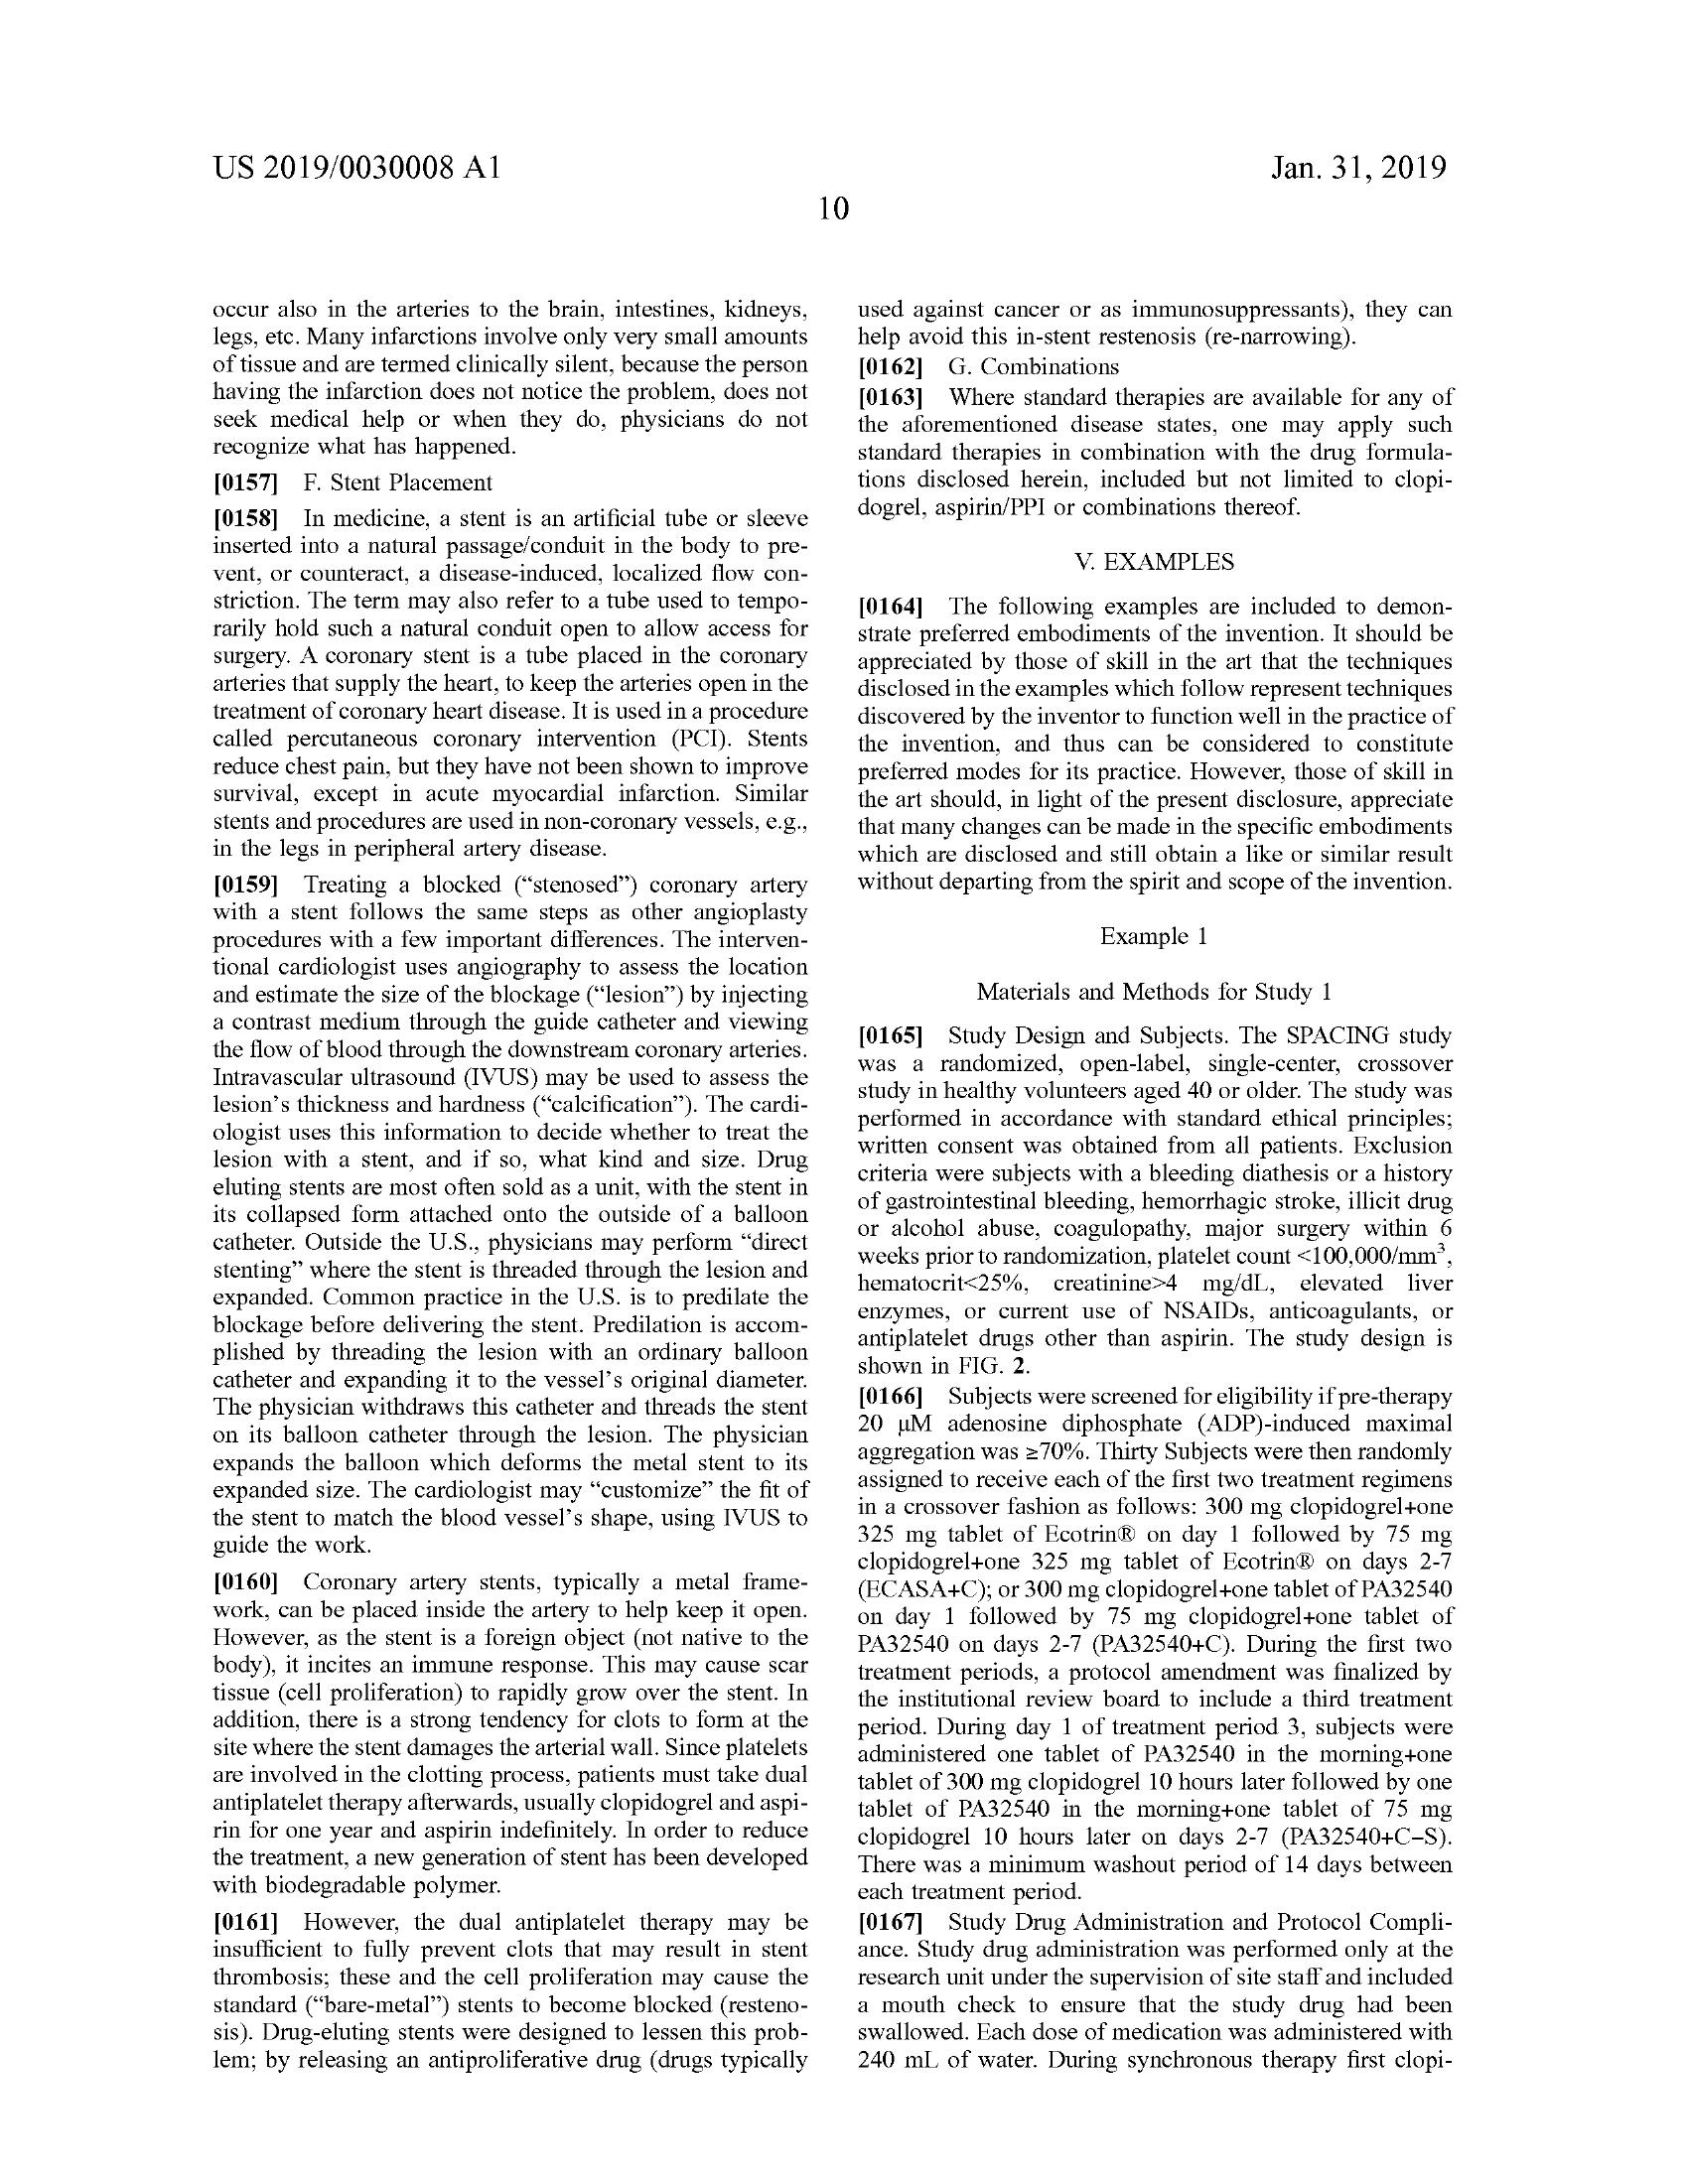 US 2019/0030008 A1
Jan. 31, 2019
10
occur also in the arteries to the brain, intestines, kidneys,
legs, etc. Many infarctions involve only very small amounts
of tissue and are termed clinically silent, because the person
having the infarction does not notice the problem, does not
seek medical help or when they do, physicians do not
recognize what has happened.
[0157] F. Stent Placement
[0158] In medicine, a stent is an artificial tube or sleeve
inserted into a natural passage/conduit in the body to pre-
vent, or counteract, a disease-induced, localized flow con-
striction. The term may also refer to a tube used to tempo-
rarily hold such a natural conduit open to allow access for
surgery. A coronary stent is a tube placed in the coronary
arteries that supply the heart, to keep the arteries open in the
treatment of coronary heart disease. It is used in a procedure
called percutaneous coronary intervention (PCI). Stents
reduce chest pain, but they have not been shown to improve
survival, except in acute myocardial infarction. Similar
stents and procedures are used in non-coronary vessels, e.g.,
in the legs in peripheral artery disease.
[0159] Treating a blocked (“stenosed”) coronary artery
with a stent follows the same steps as other angioplasty
procedures with a few important differences. The interven-
tional cardiologist uses angiography to assess the location
and estimate the size of the blockage (“lesion”) by injecting
a contrast medium through the guide catheter and viewing
the flow of blood through the downstream coronary arteries.
Intravascular ultrasound (IVUS) may be used to assess the
lesion’s thickness and hardness (“calcification”). The cardi-
ologist uses this information to decide whether to treat the
lesion with a stent, and if so, what kind and size. Drug
eluting stents are most often sold as a unit, with the stent in
its collapsed form attached onto the outside of a balloon
catheter. Outside the U.S., physicians may perform “direct
stenting” where the stent is threaded through the lesion and
expanded. Common practice in the U.S. is to predilate the
blockage before delivering the stent. Predilation is accom-
plished by threading the lesion with an ordinary balloon
catheter and expanding it to the vessel’s original diameter.
The physician withdraws this catheter and threads the stent
on its balloon catheter through the lesion. The physician
expands the balloon which deforms the metal stent to its
expanded size. The cardiologist may “customize” the fit of
the stent to match the blood vessel’s shape, using IVUS to
guide the work.
[0160] Coronary artery stents, typically a metal frame-
work, can be placed inside the artery to help keep it open.
However, as the stent is a foreign object (not native to the
body), it incites an immune response. This may cause scar
tissue (cell proliferation) to rapidly grow over the stent. In
addition, there is a strong tendency for clots to form at the
site where the stent damages the arterial wall. Since platelets
are involved in the clotting process, patients must take dual
antiplatelet therapy afterwards, usually clopidogrel and aspi-
rin for one year and aspirin indefinitely. In order to reduce
the treatment, a new generation of stent has been developed
with biodegradable polymer.
[0161] However, the dual antiplatelet therapy may be
insufficient to fully prevent clots that may result in stent
thrombosis; these and the cell proliferation may cause the
standard (“bare-metal”) stents to become blocked (resteno-
sis). Drug-eluting stents were designed to lessen this prob-
lem; by releasing an antiproliferative drug (drugs typically
used against cancer or as immunosuppressants), they can
help avoid this in-stent restenosis (re-narrowing).
[0162] G. Combinations
[0163] Where standard therapies are available for any of
the aforementioned disease states, one may apply such
standard therapies in combination with the drug formula-
tions disclosed herein, included but not limited to clopi-
dogrel, aspirin/PPI or combinations thereof.
V. EXAMPLES
[0164] The following examples are included to demon-
strate preferred embodiments of the invention. It should be
appreciated by those of skill in the art that the techniques
disclosed in the examples which follow represent techniques
discovered by the inventor to function well in the practice of
the invention, and thus can be considered to constitute
preferred modes for its practice. However, those of skill in
the art should, in light of the present disclosure, appreciate
that many changes can be made in the specific embodiments
which are disclosed and still obtain a like or similar result
without departing from the spirit and scope of the invention.
Example 1
Materials and Methods for Study 1
[0165] Study Design and Subjects. The SPACING study
was a randomized, open-label, single-center, crossover
study in healthy volunteers aged 40 or older. The study was
performed in accordance with standard ethical principles;
written consent was obtained from all patients. Exclusion
criteria were subjects with a bleeding diathesis or a history
of gastrointestinal bleeding, hemorrhagic stroke, illicit drug
or alcohol abuse, coagulopathy, major surgery within 6
weeks prior to randomization, platelet count <100,000/mm³,
hematocrit<25%, creatinine>4 mg/dL, elevated liver
enzymes, or current use of NSAIDs, anticoagulants, or
antiplatelet drugs other than aspirin. The study design is
shown in FIG. 2.
[0166] Subjects were screened for eligibility if pre-therapy
20 µM adenosine diphosphate (ADP)-induced maximal
aggregation was ≥70%. Thirty Subjects were then randomly
assigned to receive each of the first two treatment regimens
in a crossover fashion as follows: 300 mg clopidogrel+one
325 mg tablet of Ecotrin® on day 1 followed by 75 mg
clopidogrel+one 325 mg tablet of Ecotrin® on days 2-7
(ECASA+C); or 300 mg clopidogrel+one tablet of PA32540
on day 1 followed by 75 mg clopidogrel+one tablet of
PA32540 on days 2-7 (PA32540+C). During the first two
treatment periods, a protocol amendment was finalized by
the institutional review board to include a third treatment
period. During day 1 of treatment period 3, subjects were
administered one tablet of PA32540 in the morning+one
tablet of 300 mg clopidogrel 10 hours later followed by one
tablet of PA32540 in the morning+one tablet of 75 mg
clopidogrel 10 hours later on days 2-7 (PA32540+C–S).
There was a minimum washout period of 14 days between
each treatment period.
[0167] Study Drug Administration and Protocol Compli-
ance. Study drug administration was performed only at the
research unit under the supervision of site staff and included
a mouth check to ensure that the study drug had been
swallowed. Each dose of medication was administered with
240 mL of water. During synchronous therapy first clopi-